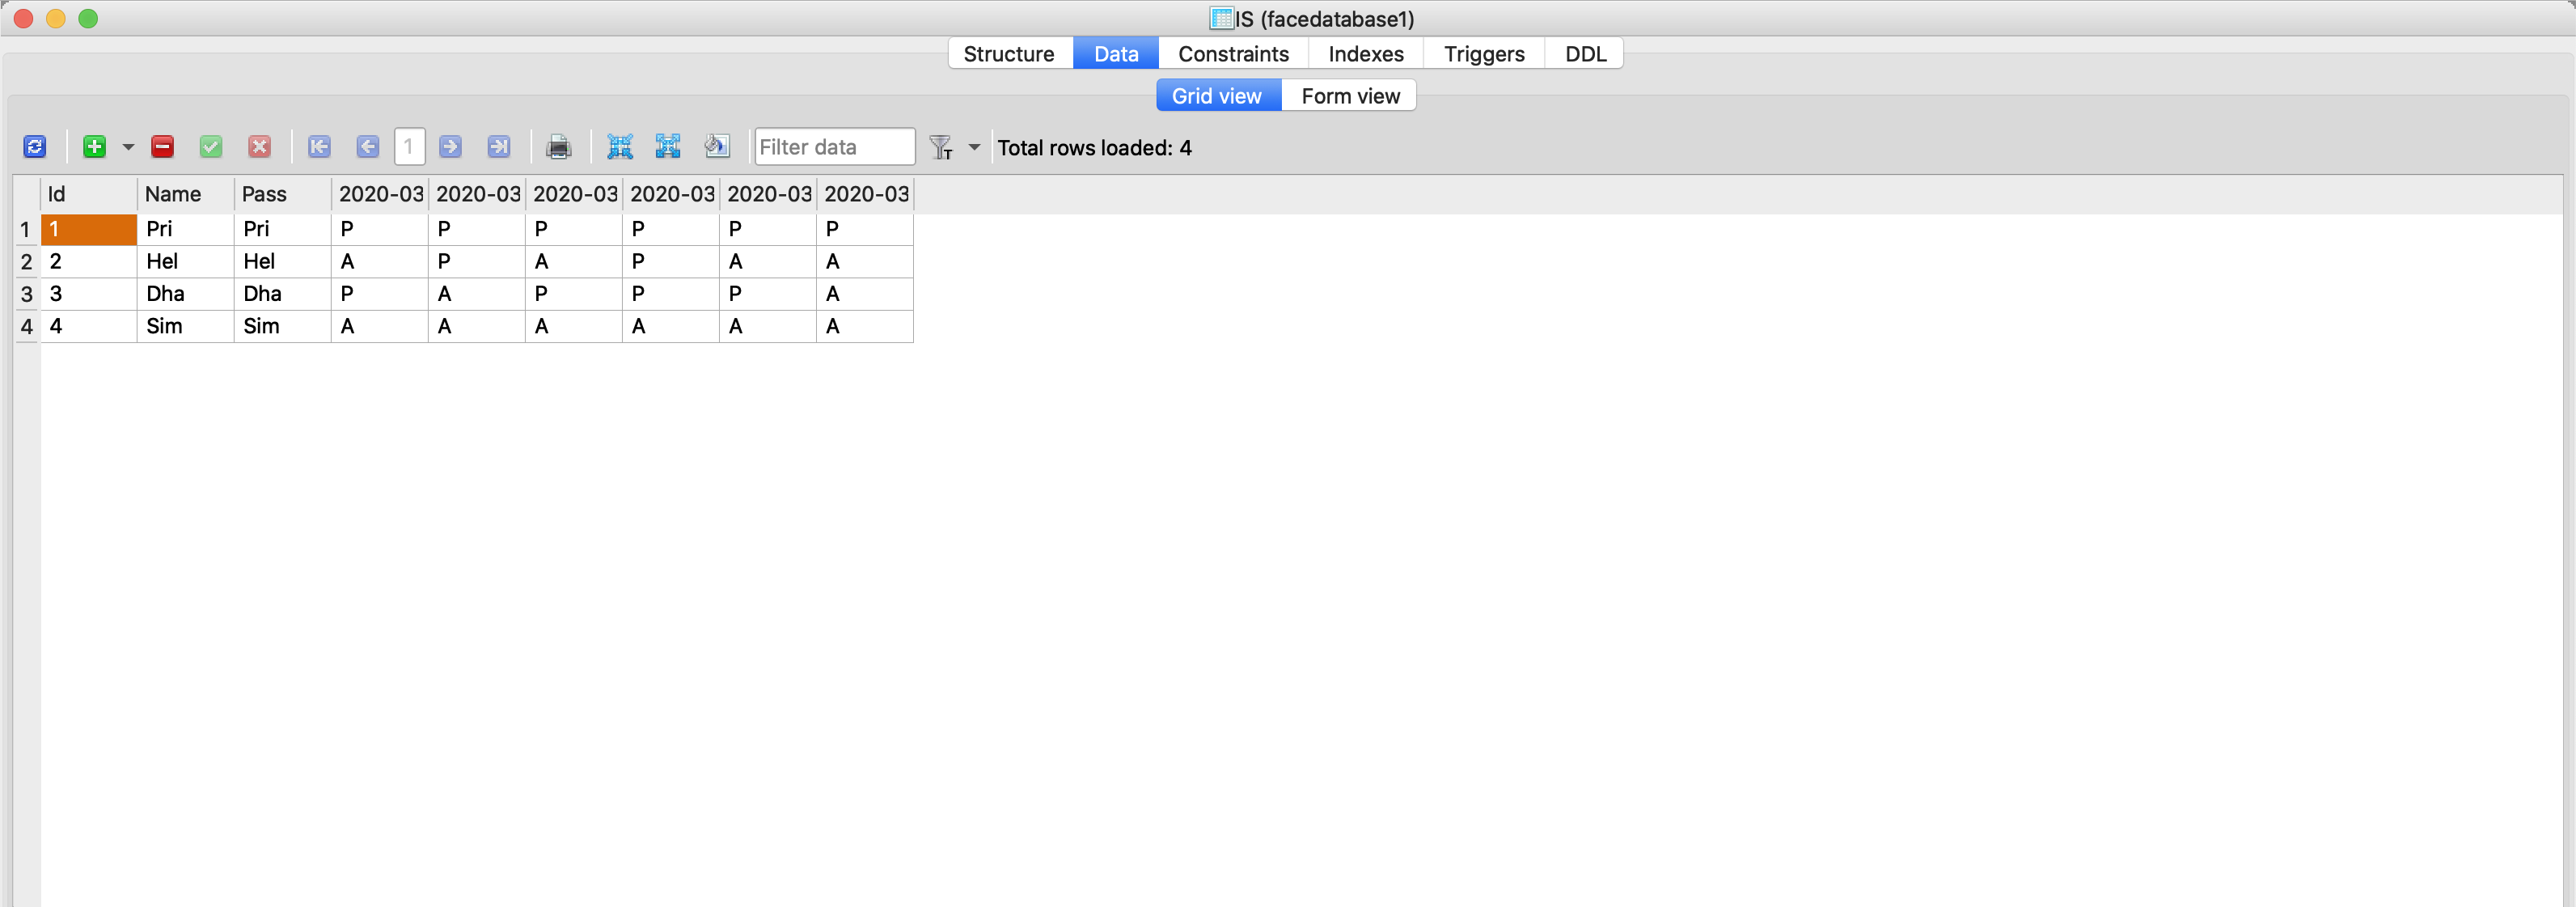 IS (facedatabase1)
Structure Data Constraints Indexes Triggers DDL
Grid view Form view
1 Filter data T Total rows loaded: 4
Id Name Pass 2020-03 2020-03 2020-03 2020-03 2020-03 2020-03
1 1 Pri Pri P P P P P P
2 2 Hel Hel A P A P A A
3 3 Dha Dha P A P P P A
4 4 Sim Sim A A A A A A